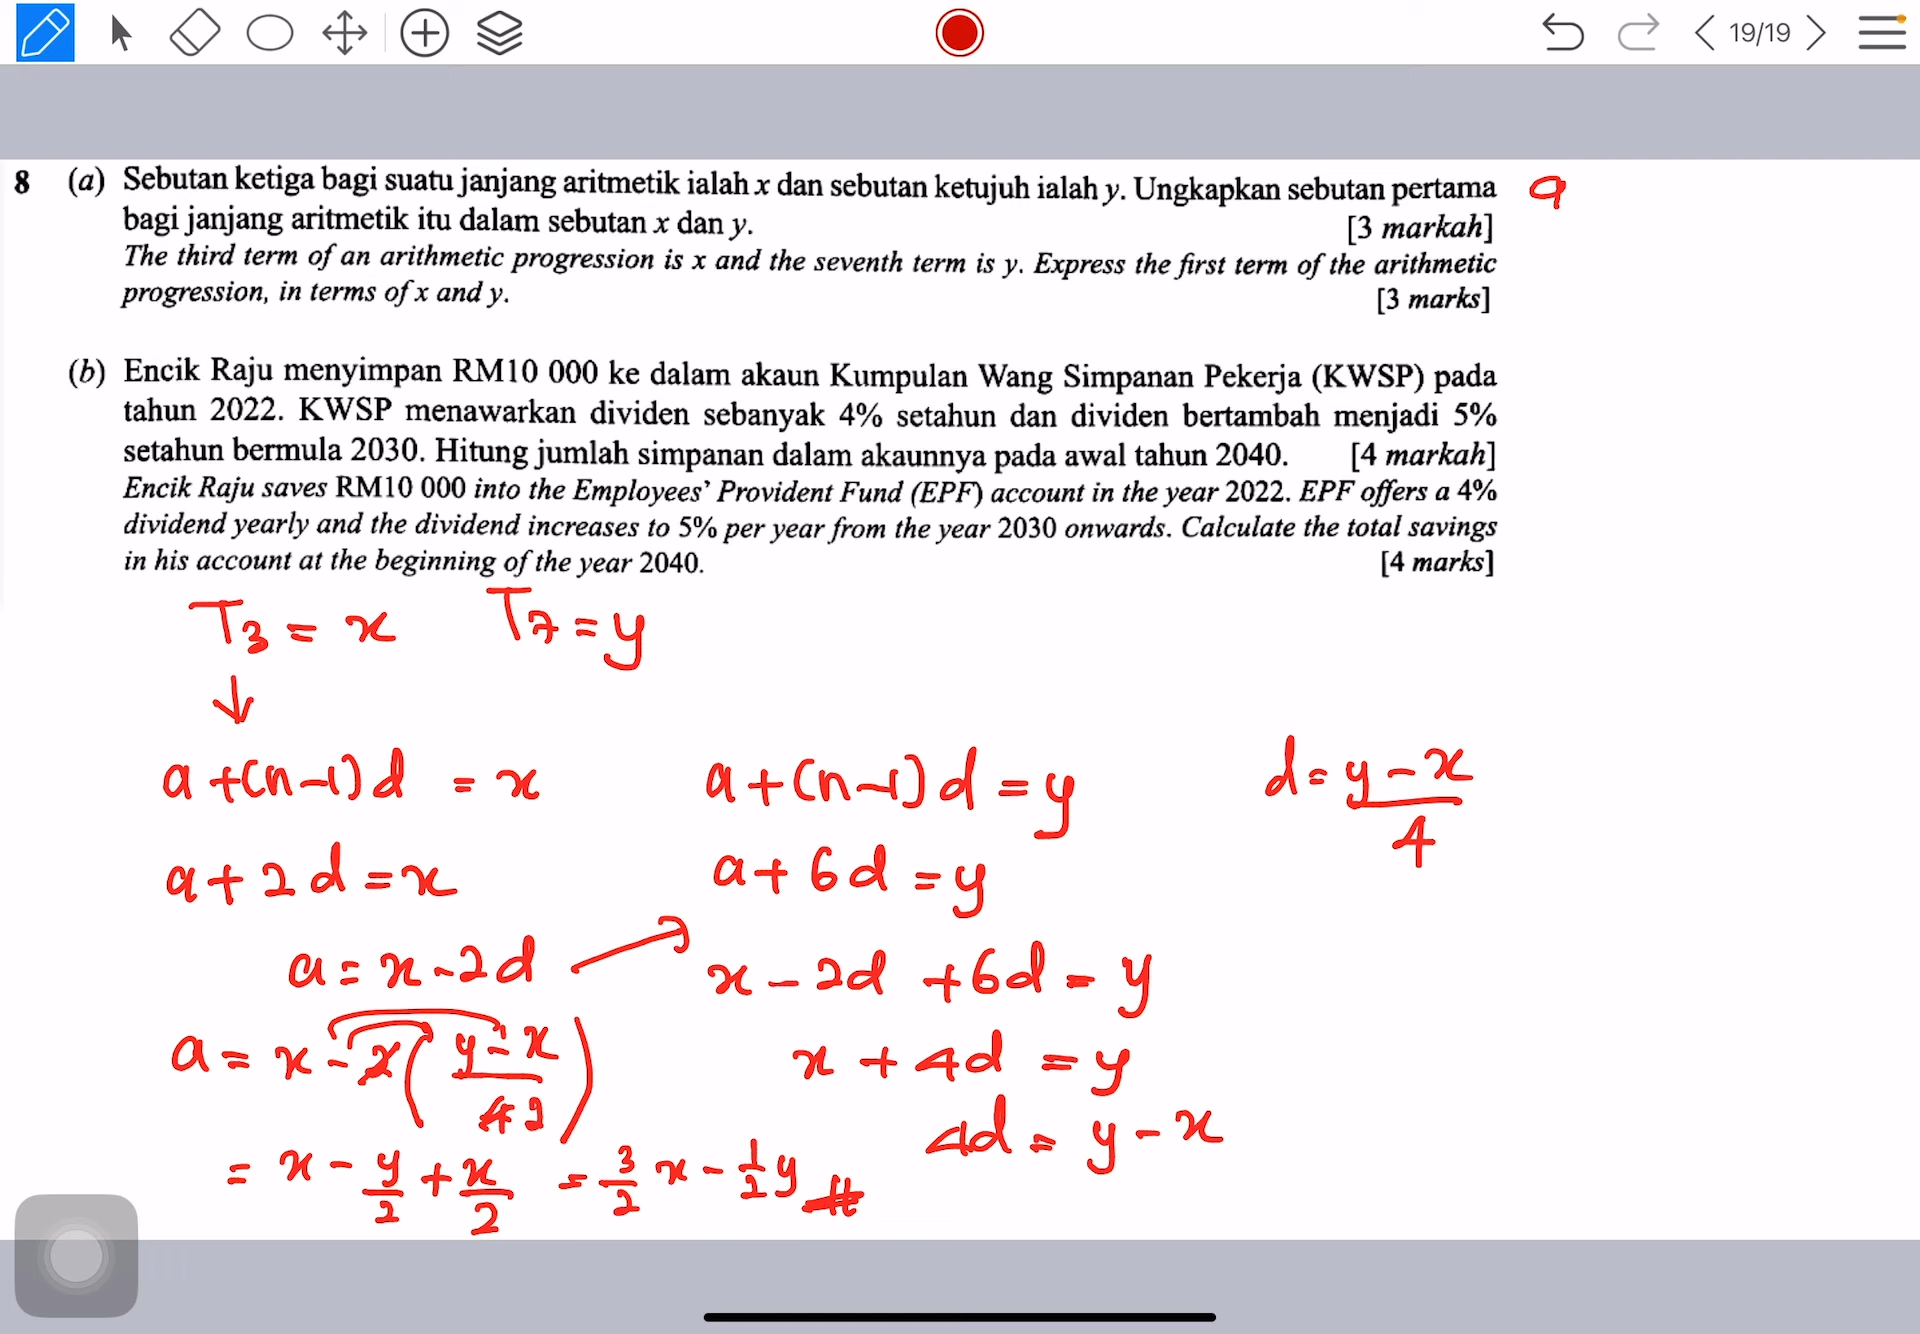 19/19
8 (a) Sebutan ketiga bagi suatu janjang aritmetik ialah x dan sebutan ketujuh ialah y. Ungkapkan sebutan pertama a
bagi janjang aritmetik itu dalam sebutan x dan y. [3 markah]
The third term of an arithmetic progression is x and the seventh term is y. Express the first term of the arithmetic
progression, in terms of x and y. [3 marks]
(b) Encik Raju menyimpan RM10 000 ke dalam akaun Kumpulan Wang Simpanan Pekerja (KWSP) pada
tahun 2022. KWSP menawarkan dividen sebanyak 4% setahun dan dividen bertambah menjadi 5%
setahun bermula 2030. Hitung jumlah simpanan dalam akaunnya pada awal tahun 2040. [4 markah]
Encik Raju saves RM10 000 into the Employees' Provident Fund (EPF) account in the year 2022. EPF offers a 4%
dividend yearly and the dividend increases to 5% per year from the year 2030 onwards. Calculate the total savings
in his account at the beginning of the year 2040. [4 marks]
T3 = x T7 = y
↓
a + (n-1)d = x a + (n-1)d = y d = (y - x)/4
a + 2d = x a + 6d = y
a = x - 2d → x - 2d + 6d = y
a = x - 2((y - x)/4 2) x + 4d = y
4d = y - x
= x - y/2 + x/2 = 3/2 x - 1/2 y #